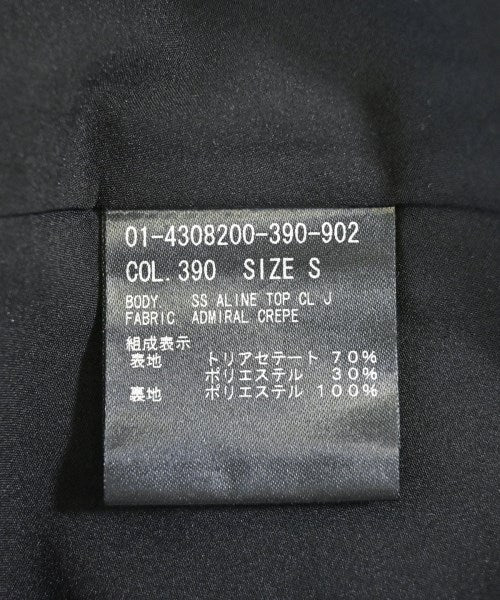 01-4308200-390-902
COL. 390 SIZE S
BODY SS ALINE TOP CL J
FABRIC ADMIRAL CREPE
組成表示
表地 トリアセテート 70%
ポリエステル 30%
裏地 ポリエステル 100%